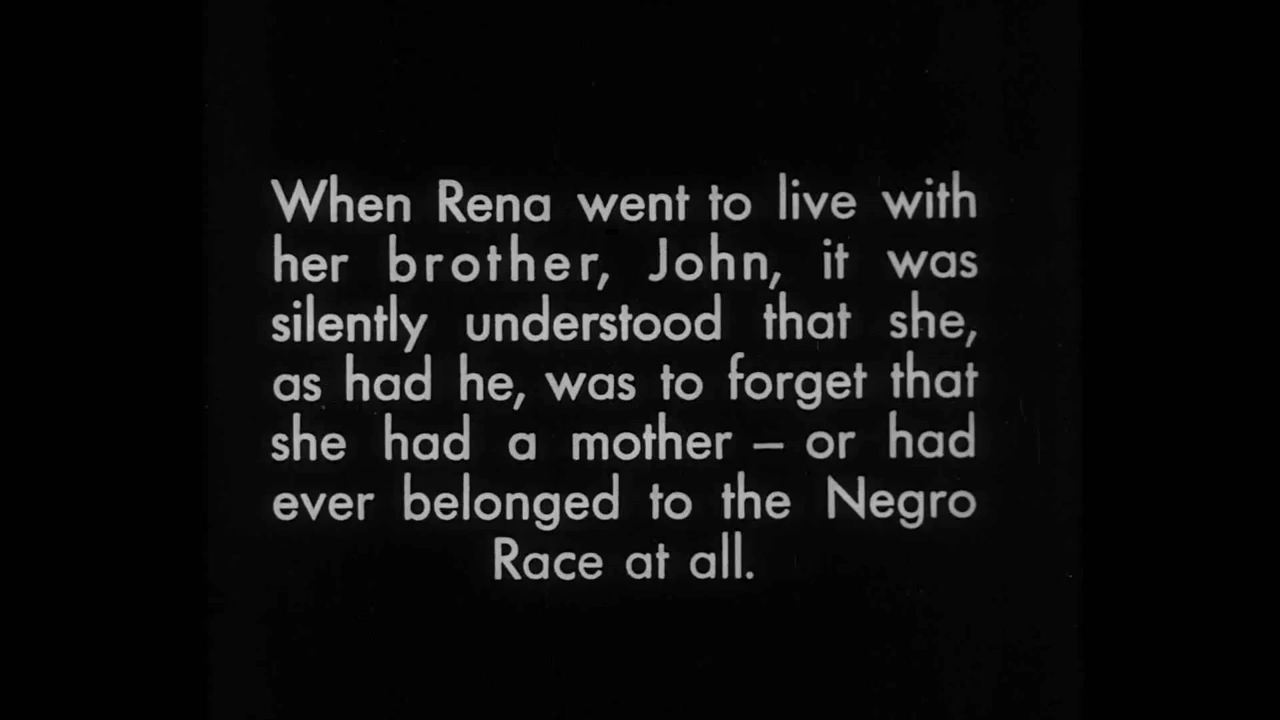 When Rena went to live with
her brother, John, it was
silently understood that she,
as had he, was to forget that
she had a mother – or had
ever belonged to the Negro
Race at all.